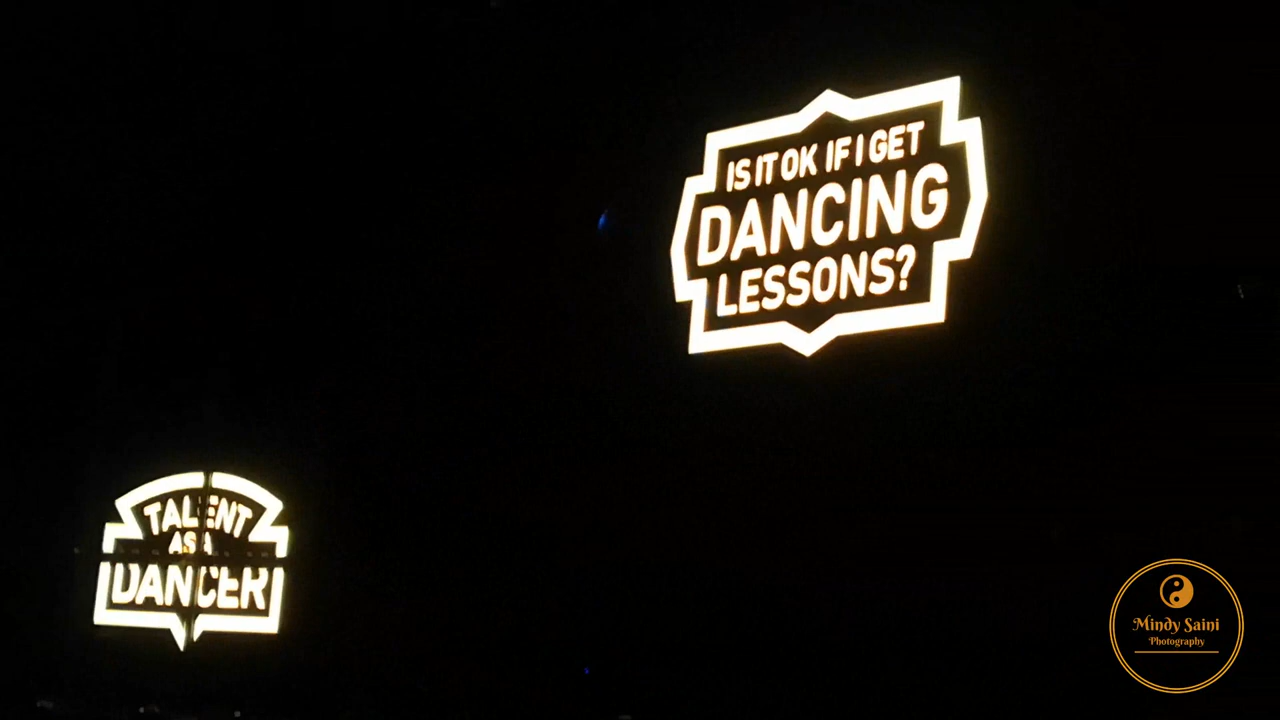 IS IT OK IF I GET
DANCING
LESSONS?
TALENT
AS A
DANCER
Mindy Saini
Photography